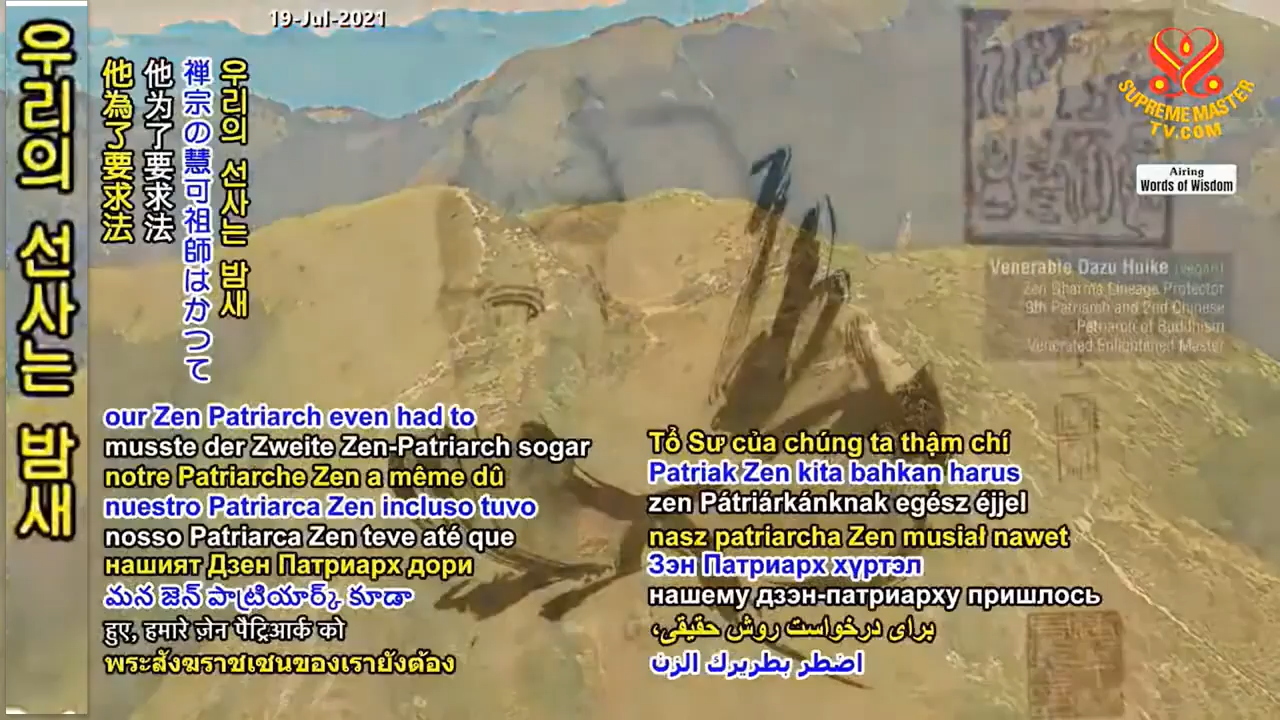 19-Jul-2021
우리의 선사는 밤새
他為了要求法
他为了要求法
禅宗の慧可祖師はかつて
우리의 선사는 밤새
our Zen Patriarch even had to
musste der Zweite Zen-Patriarch sogar
notre Patriarche Zen a même dû
nuestro Patriarca Zen incluso tuvo
nosso Patriarca Zen teve até que
нашият Дзен Патриарх дори
మన జెన్ పాట్రియార్క్ కూడా
हुए, हमारे ज़ेन पैट्रिआर्क को
พระสังฆราชเซนของเรายังต้อง
Tổ Sư của chúng ta thậm chí
Patriak Zen kita bahkan harus
zen Pátriárkánknak egész éjjel
nasz patriarcha Zen musiał nawet
Зэн Патриарх хүртэл
нашему дзэн-патриарху пришлось
برای درخواست روش حقیقی،
اضطر بطريرك الزن
SUPREME MASTER
TV.COM
Airing
Words of Wisdom
Venerable Dazu Huike (vegan)
Zen Dharma Lineage Protector
9th Patriarch and 2nd Chinese
Patriarch of Buddhism
Venerated Enlightened Master